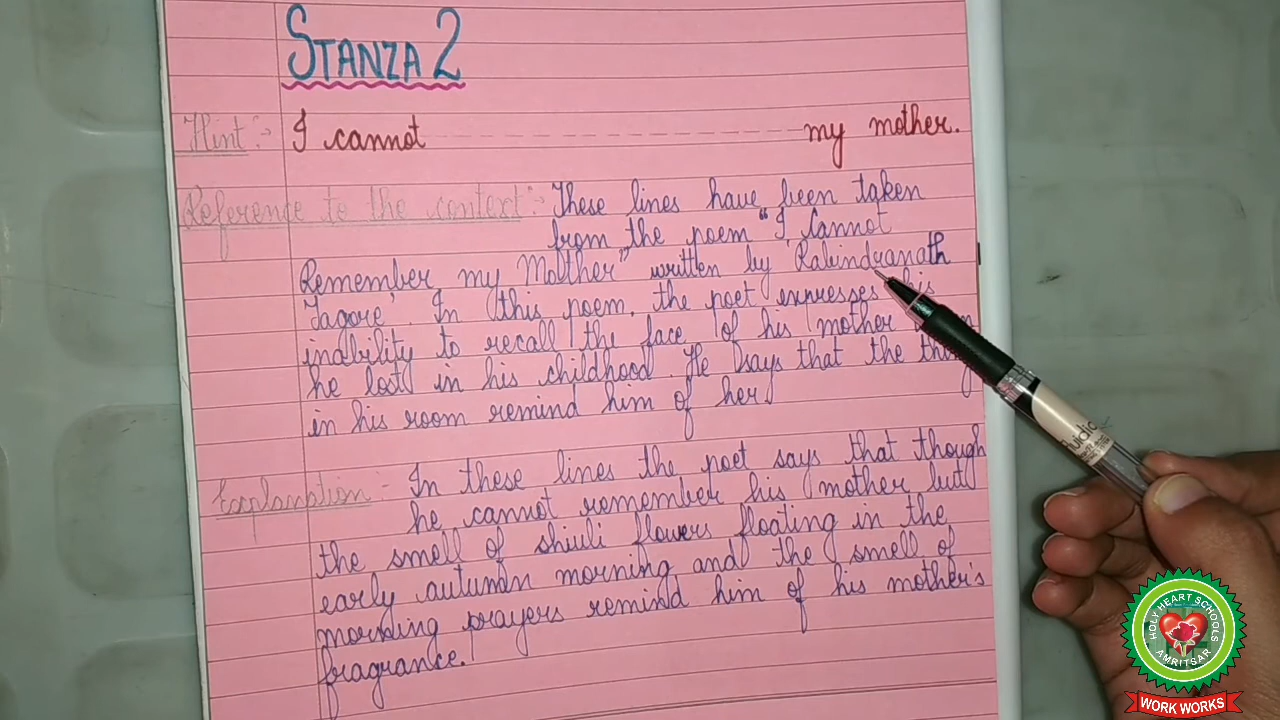 STANZA 2
Hint:- I cannot ---------- my mother.
Reference to the context:- These lines have been taken
from the poem "I Cannot
Remember my Mother" written by 'Rabindranath
Tagore'. In this poem, the poet expresses his
inability to recall the face of his mother
he lost in his childhood. He says that the
in his room remind him of her.
Explanation - In these lines the poet says that though
he cannot remember his mother but
the smell of shiuli flowers floating in the
early autumn morning and the smell of
morning prayers remind him of his mother's
fragrance.
HOLY HEART SCHOOLS
AMRITSAR
WORK WORKS